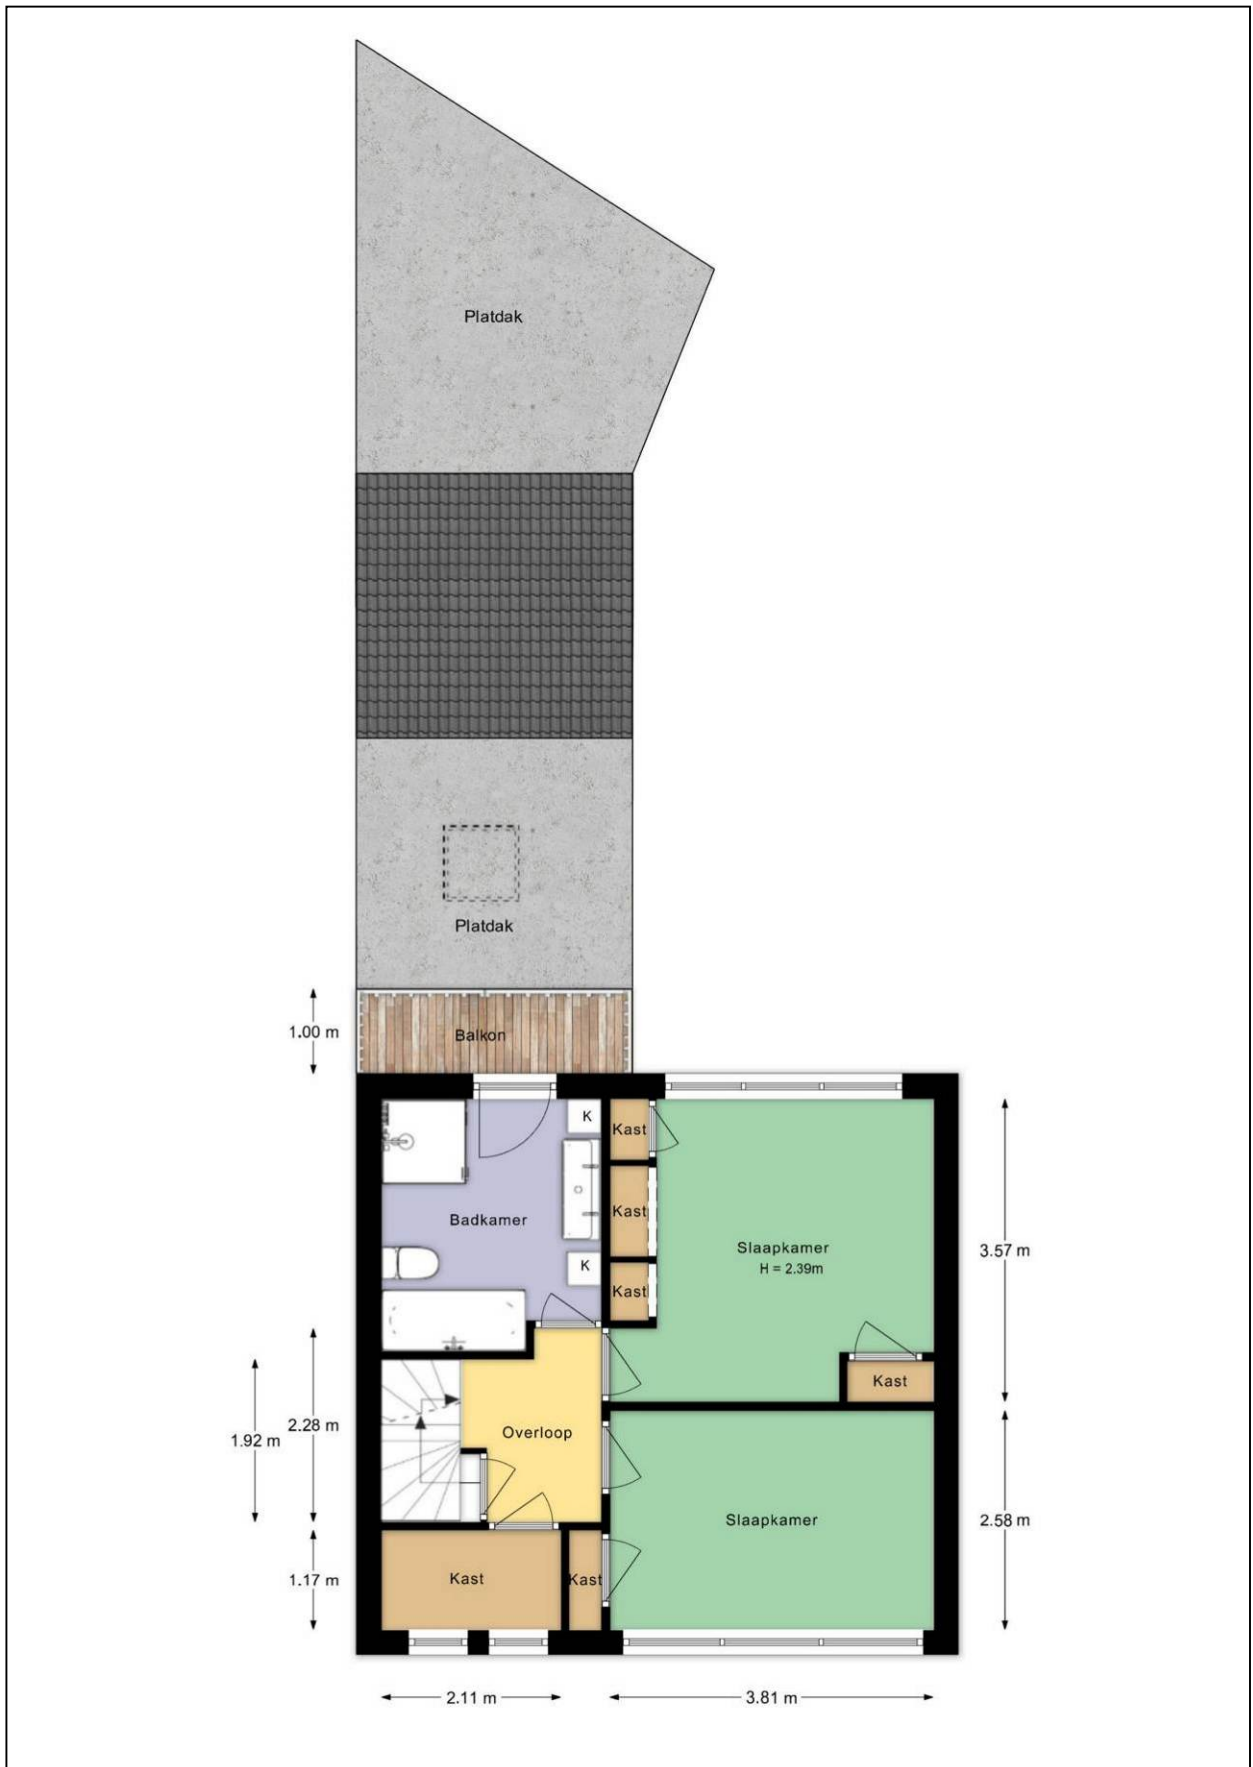 Platdak
Platdak
1.00 m
Balkon
K
Kast
Kast
Badkamer
Slaapkamer
H = 2.39m
3.57 m
K
Kast
Kast
2.28 m
1.92 m
Overloop
Slaapkamer
2.58 m
1.17 m
Kast
Kast
2.11 m
3.81 m